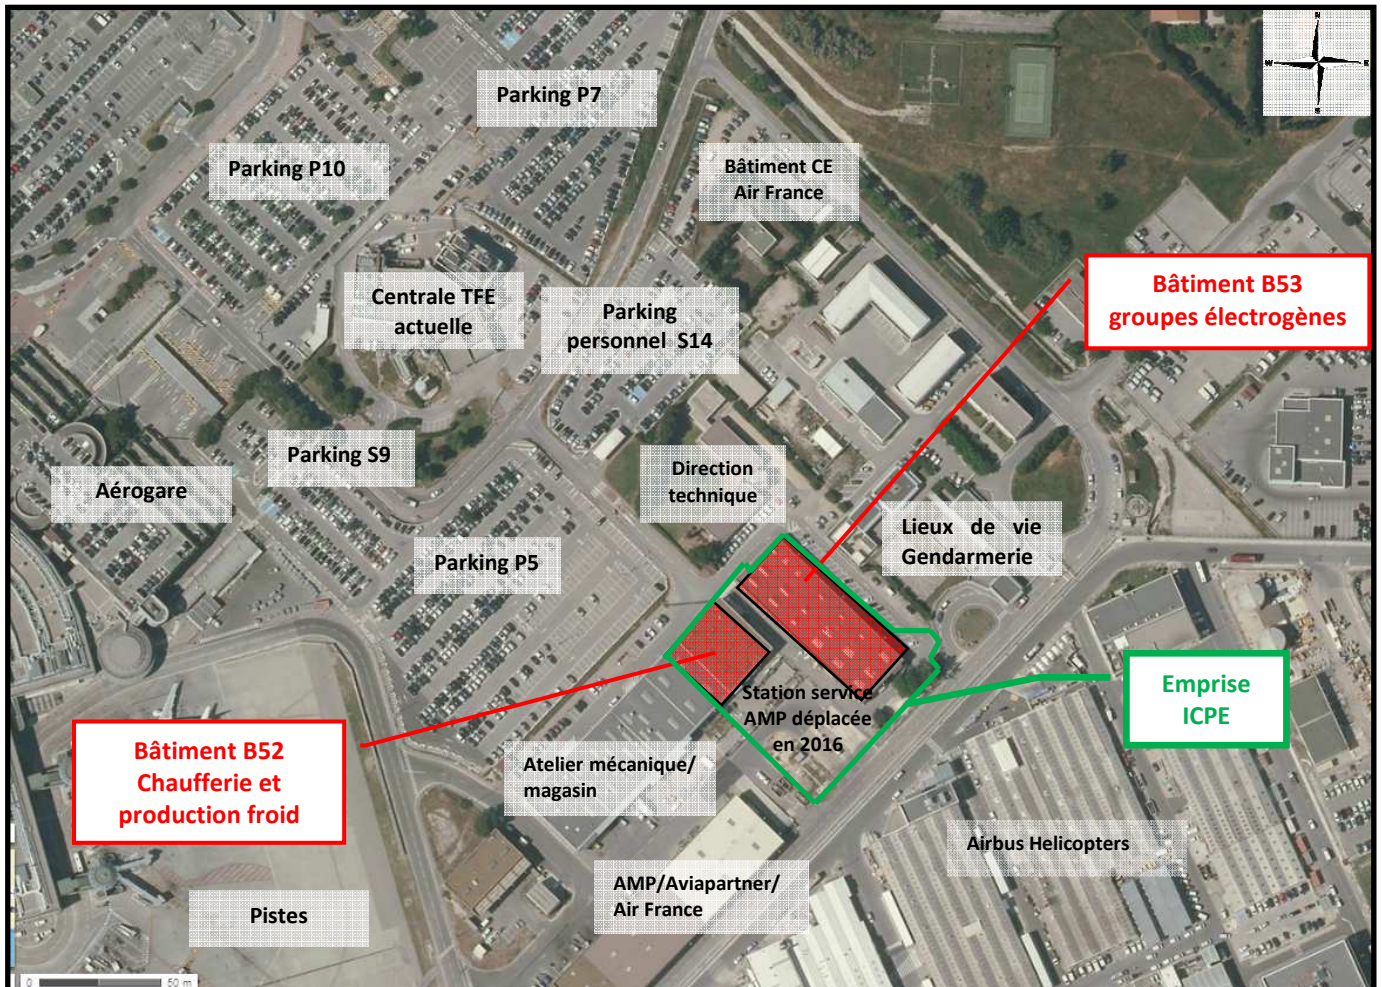 N
W
E
S
Parking P7
Parking P10
Bâtiment CE
Air France
Bâtiment B53
groupes électrogènes
Centrale TFE
actuelle
Parking
personnel S14
Parking S9
Direction
technique
Aérogare
Lieux de vie
Gendarmerie
Parking P5
Emprise
ICPE
Station service
AMP déplacée
en 2016
Bâtiment B52
Chaufferie et
production froid
Atelier mécanique/
magasin
Airbus Helicopters
AMP/Aviapartner/
Air France
Pistes
0 50 m